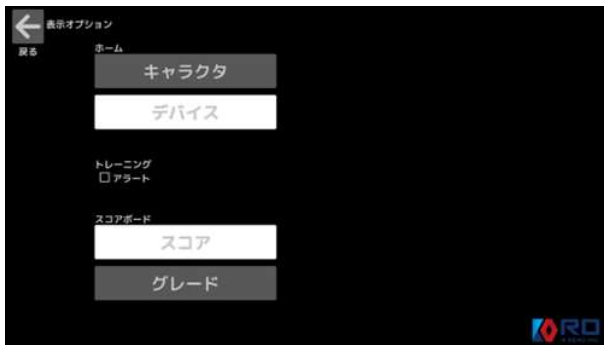 表示オプション
戻る
ホーム
キャラクタ
デバイス
トレーニング
アラート
スコアボード
スコア
グレード